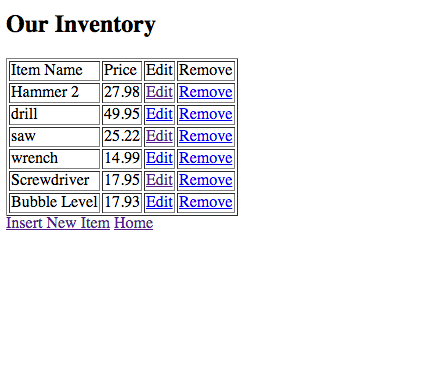 Our Inventory
Item Name Price Edit Remove
Hammer 2 27.98 Edit Remove
drill 49.95 Edit Remove
saw 25.22 Edit Remove
wrench 14.99 Edit Remove
Screwdriver 17.95 Edit Remove
Bubble Level 17.93 Edit Remove
Insert New Item Home